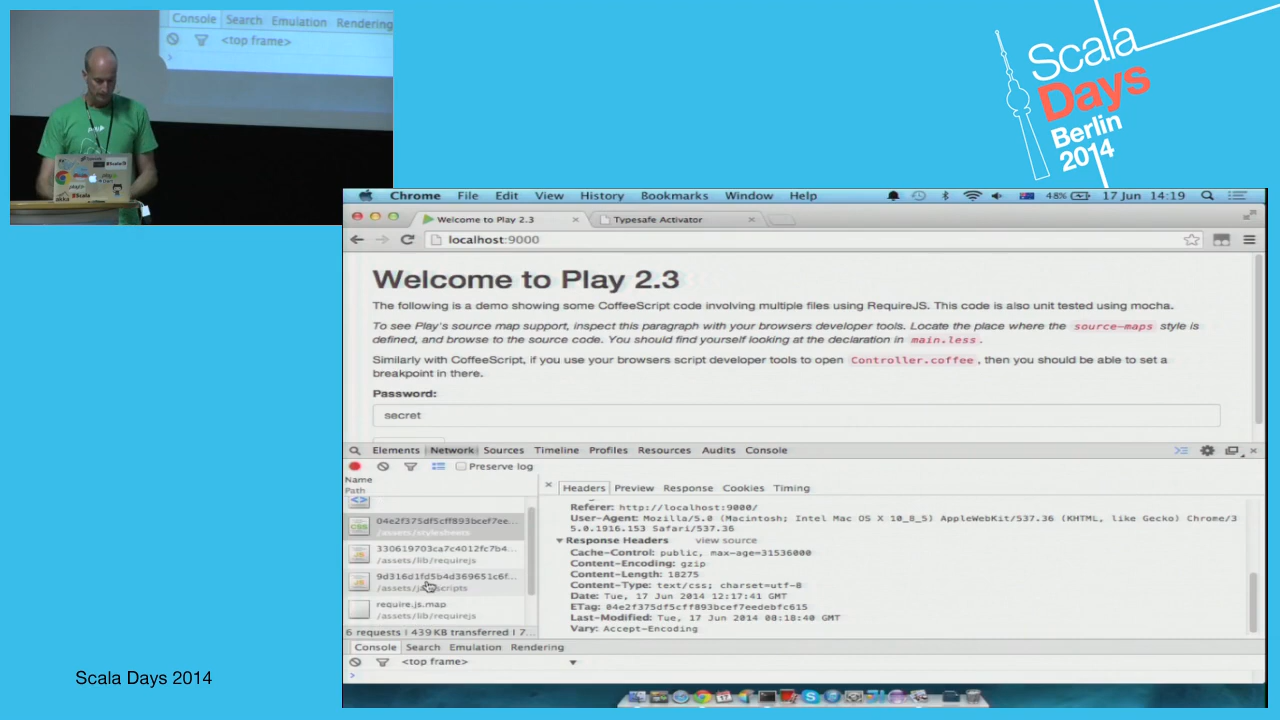 Console Search Emulation Rendering
<top frame>
Scala
Days
Berlin
2014
Chrome File Edit View History Bookmarks Window Help
48% 17 Jun 14:19
Welcome to Play 2.3
Typesafe Activator
localhost:9000
Welcome to Play 2.3
The following is a demo showing some CoffeeScript code involving multiple files using RequireJS. This code is also unit tested using mocha.
To see Play's source map support, inspect this paragraph with your browsers developer tools. Locate the place where the source-maps style is
defined, and browse to the source code. You should find yourself looking at the declaration in main.less.
Similarly with CoffeeScript, if you use your browsers script developer tools to open Controller.coffee, then you should be able to set a
breakpoint in there.
Password:
secret
Elements Network Sources Timeline Profiles Resources Audits Console
Preserve log
Name
Path
Headers Preview Response Cookies Timing
04e2f375df5cff893bcef7ee...
/assets/stylesheets
330619703ca7c4012fc7b4...
/assets/lib/requirejs
9d316d1fd5b4d369651c6f...
/assets/javascripts
require.js.map
/assets/lib/requirejs
6 requests | 439 KB transferred | 7...
Referer: http://localhost:9000/
User-Agent: Mozilla/5.0 (Macintosh; Intel Mac OS X 10_8_5) AppleWebKit/537.36 (KHTML, like Gecko) Chrome/3
5.0.1916.153 Safari/537.36
Response Headers view source
Cache-Control: public, max-age=31536000
Content-Encoding: gzip
Content-Length: 18275
Content-Type: text/css; charset=utf-8
Date: Tue, 17 Jun 2014 12:17:41 GMT
ETag: 04e2f375df5cff893bcef7eedebfc615
Last-Modified: Tue, 17 Jun 2014 08:18:40 GMT
Vary: Accept-Encoding
Console Search Emulation Rendering
<top frame>
Scala Days 2014